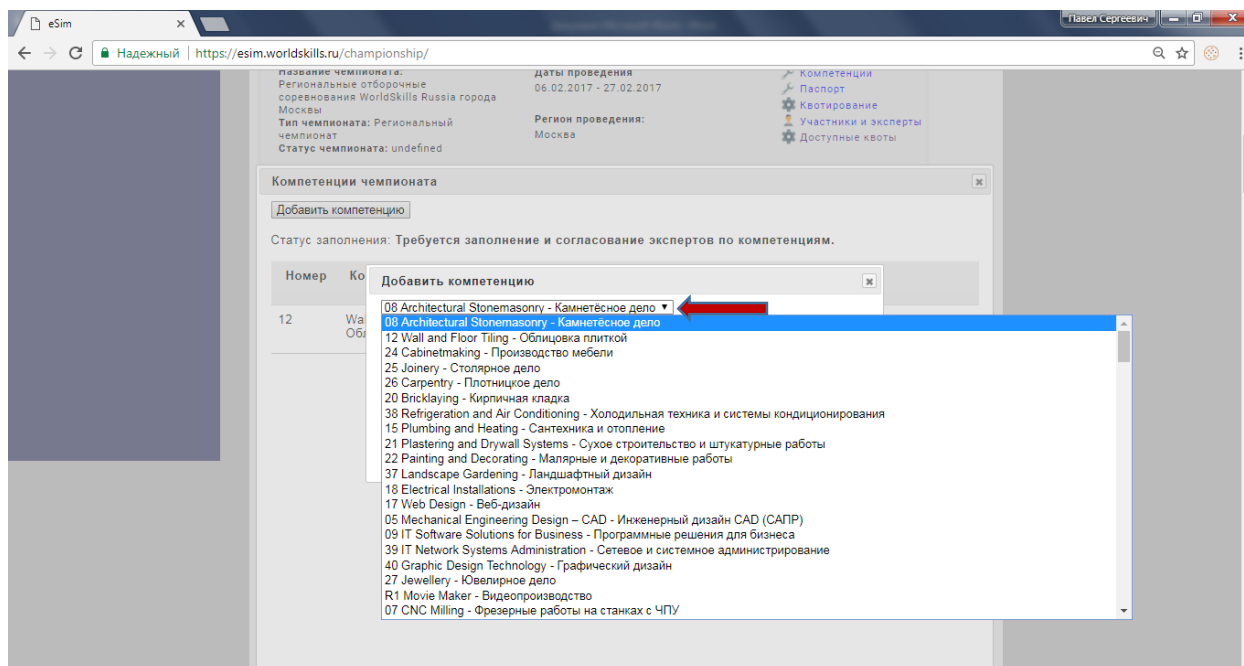 eSim
Павел Сергеевич
Надежный https://esim.worldskills.ru/championship/
Название чемпионата:
Региональные отборочные
соревнования WorldSkills Russia города
Москвы
Тип чемпионата: Региональный
чемпионат
Статус чемпионата: undefined
Даты проведения
06.02.2017 - 27.02.2017
Регион проведения:
Москва
Компетенции
Паспорт
Квотирование
Участники и эксперты
Доступные квоты
Компетенции чемпионата
Добавить компетенцию
Статус заполнения: Требуется заполнение и согласование экспертов по компетенциям.
Номер Ко
12 Wal
Обл
Добавить компетенцию
08 Architectural Stonemasonry - Камнетёсное дело
08 Architectural Stonemasonry - Камнетёсное дело
12 Wall and Floor Tiling - Облицовка плиткой
24 Cabinetmaking - Производство мебели
25 Joinery - Столярное дело
26 Carpentry - Плотницкое дело
20 Bricklaying - Кирпичная кладка
38 Refrigeration and Air Conditioning - Холодильная техника и системы кондиционирования
15 Plumbing and Heating - Сантехника и отопление
21 Plastering and Drywall Systems - Сухое строительство и штукатурные работы
22 Painting and Decorating - Малярные и декоративные работы
37 Landscape Gardening - Ландшафтный дизайн
18 Electrical Installations - Электромонтаж
17 Web Design - Веб-дизайн
05 Mechanical Engineering Design – CAD - Инженерный дизайн CAD (САПР)
09 IT Software Solutions for Business - Программные решения для бизнеса
39 IT Network Systems Administration - Сетевое и системное администрирование
40 Graphic Design Technology - Графический дизайн
27 Jewellery - Ювелирное дело
R1 Movie Maker - Видеопроизводство
07 CNC Milling - Фрезерные работы на станках с ЧПУ